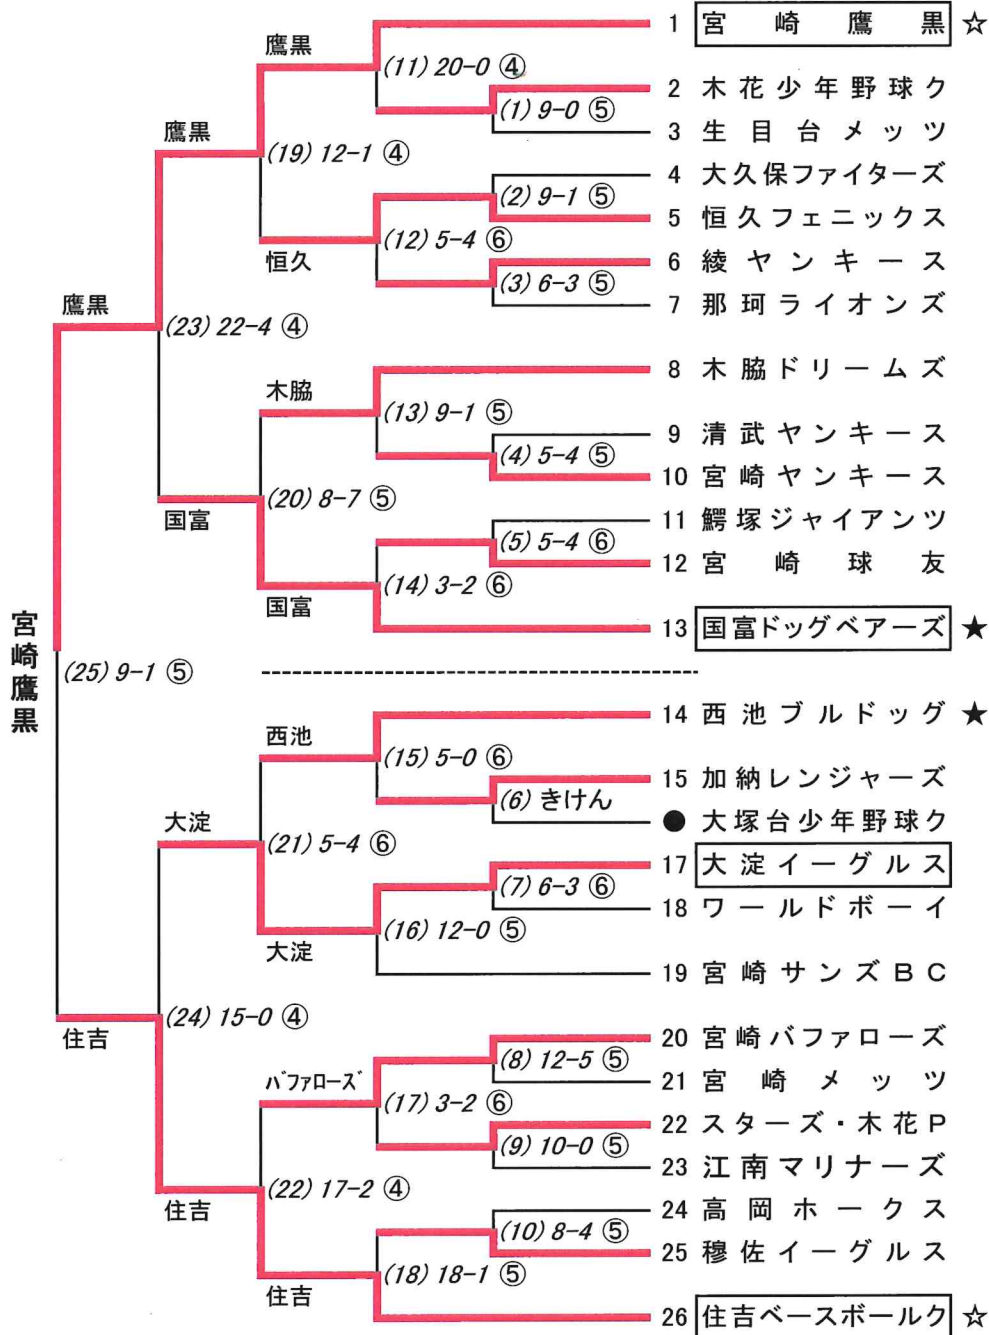 1 宮崎鷹黒 ☆
鷹黒
(11) 20-0 ④
2 木花少年野球ク
(1) 9-0 ⑤
3 生目台メッツ
鷹黒
(19) 12-1 ④
4 大久保ファイターズ
(2) 9-1 ⑤
5 恒久フェニックス
(12) 5-4 ⑥
恒久
6 綾ヤンキース
(3) 6-3 ⑤
7 那珂ライオンズ
鷹黒
(23) 22-4 ④
8 木脇ドリームズ
木脇
(13) 9-1 ⑤
9 清武ヤンキース
(4) 5-4 ⑤
10 宮崎ヤンキース
(20) 8-7 ⑤
国富
11 鰐塚ジャイアンツ
(5) 5-4 ⑥
12 宮崎球友
(14) 3-2 ⑥
国富
13 国富ドッグベアーズ ★
宮崎鷹黒
(25) 9-1 ⑤
14 西池ブルドッグ ★
西池
(15) 5-0 ⑥
15 加納レンジャーズ
(6) きけん
● 大塚台少年野球ク
大淀
(21) 5-4 ⑥
17 大淀イーグルス
(7) 6-3 ⑥
18 ワールドボーイ
(16) 12-0 ⑤
大淀
19 宮崎サンズBC
(24) 15-0 ④
住吉
20 宮崎バファローズ
(8) 12-5 ⑤
21 宮崎メッツ
バファローズ
(17) 3-2 ⑥
22 スターズ・木花P
(9) 10-0 ⑤
23 江南マリナーズ
(22) 17-2 ④
住吉
24 高岡ホークス
(10) 8-4 ⑤
25 穆佐イーグルス
(18) 18-1 ⑤
住吉
26 住吉ベースボールク ☆